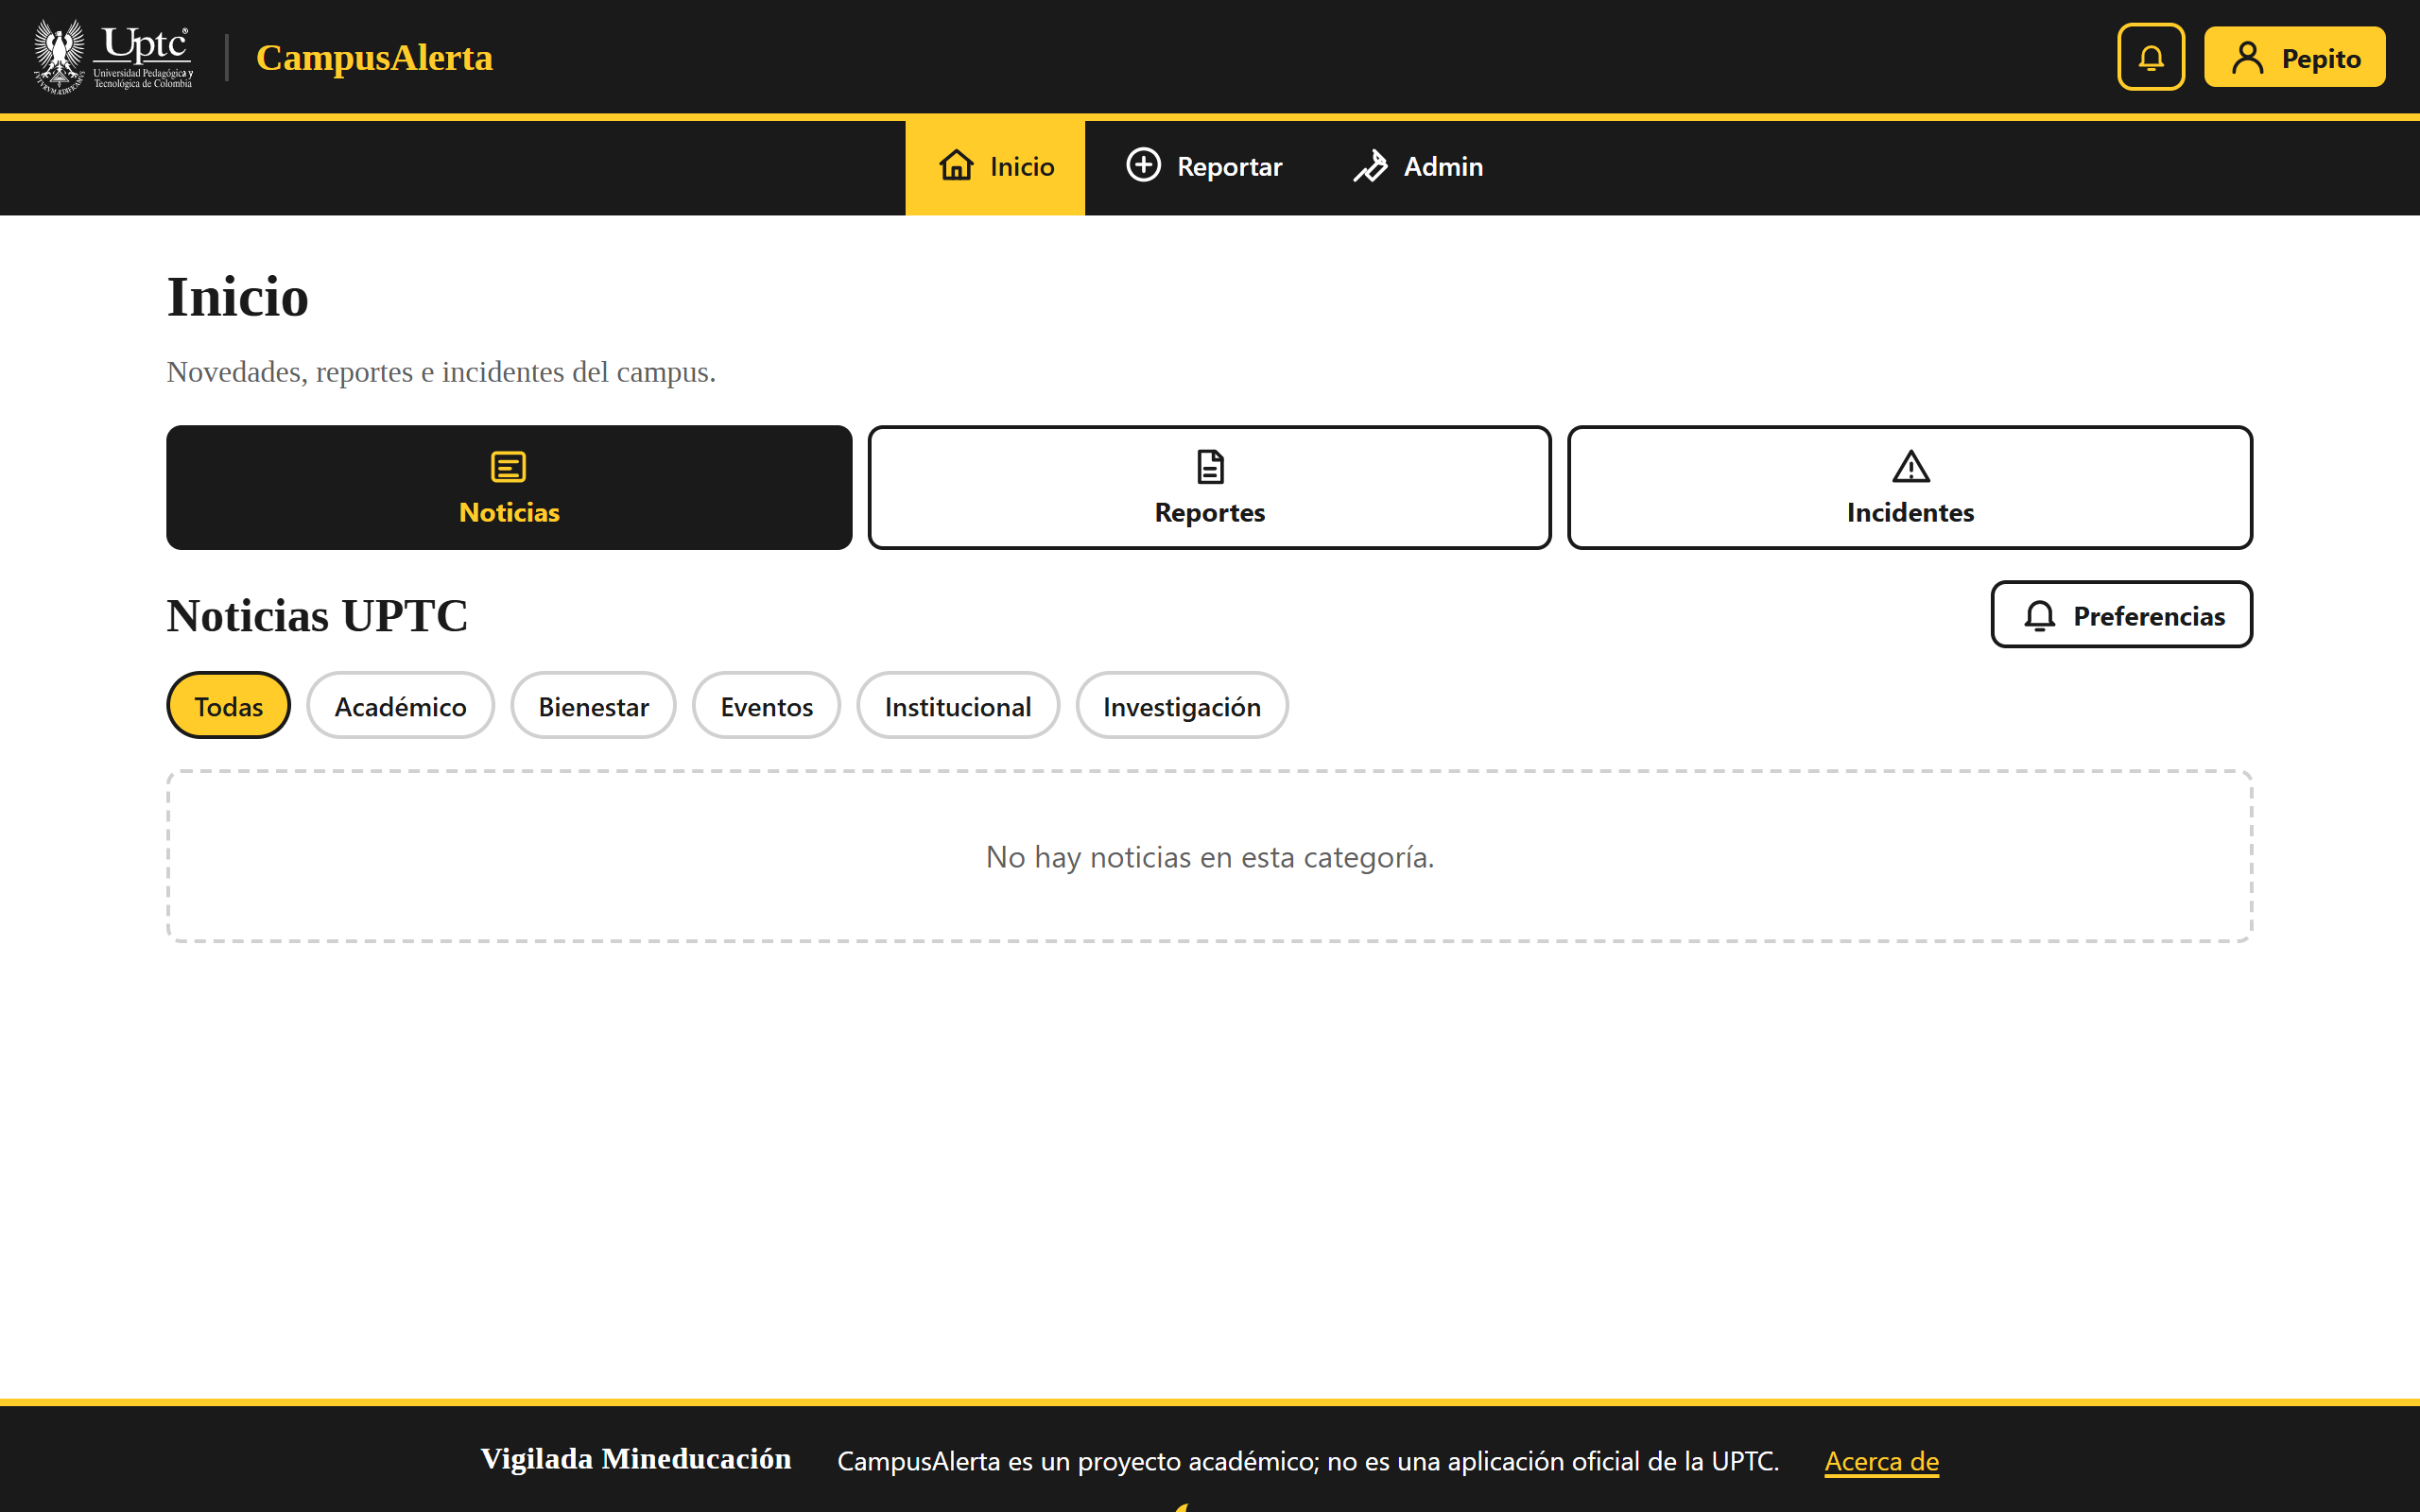 Uptc®
Universidad Pedagógica y
Tecnológica de Colombia
CampusAlerta
Pepito
Inicio
Reportar
Admin
Inicio
Novedades, reportes e incidentes del campus.
Noticias
Reportes
Incidentes
Noticias UPTC
Preferencias
Todas
Académico
Bienestar
Eventos
Institucional
Investigación
No hay noticias en esta categoría.
Vigilada Mineducación
CampusAlerta es un proyecto académico; no es una aplicación oficial de la UPTC.
Acerca de